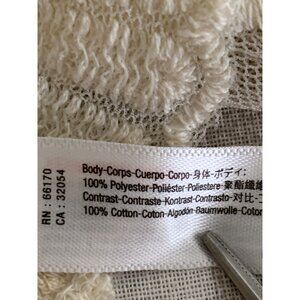 Body-Corps-Cuerpo-Corpo-身体-ボディ:
100% Polyester-Poliéster-Poliestere-聚酯纖維
Contrast-Contraste-Kontrast-Contrasto-对比-
100% Cotton-Coton-Algodón-Baumwolle-Coton
RN : 66170
CA : 32054